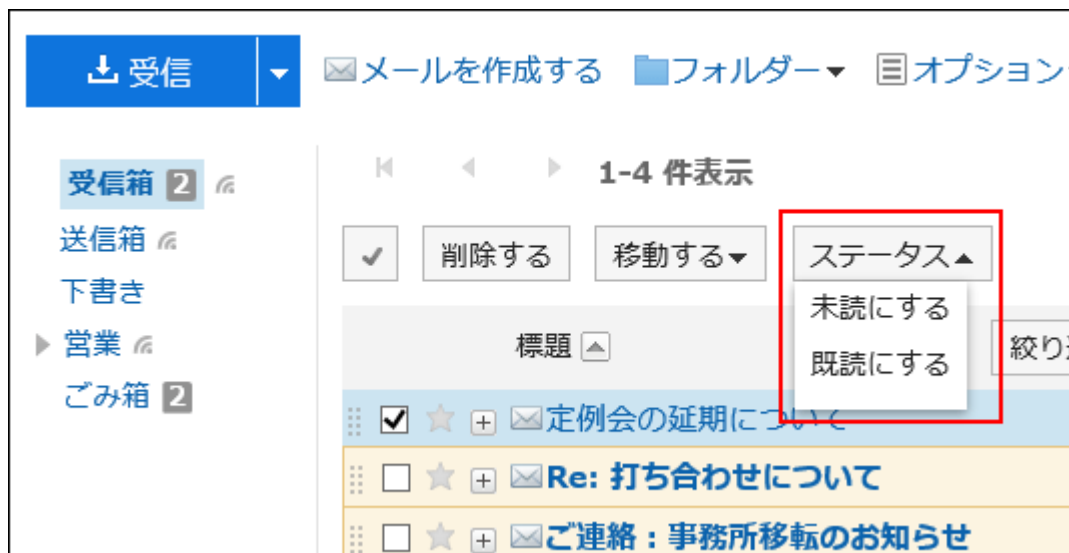 受信 メールを作成する フォルダー オプション
受信箱 2
1-4 件表示
送信箱
下書き
営業
ごみ箱 2
削除する 移動する ステータス
未読にする
既読にする
標題 絞り
定例会の延期について
Re: 打ち合わせについて
ご連絡：事務所移転のお知らせ